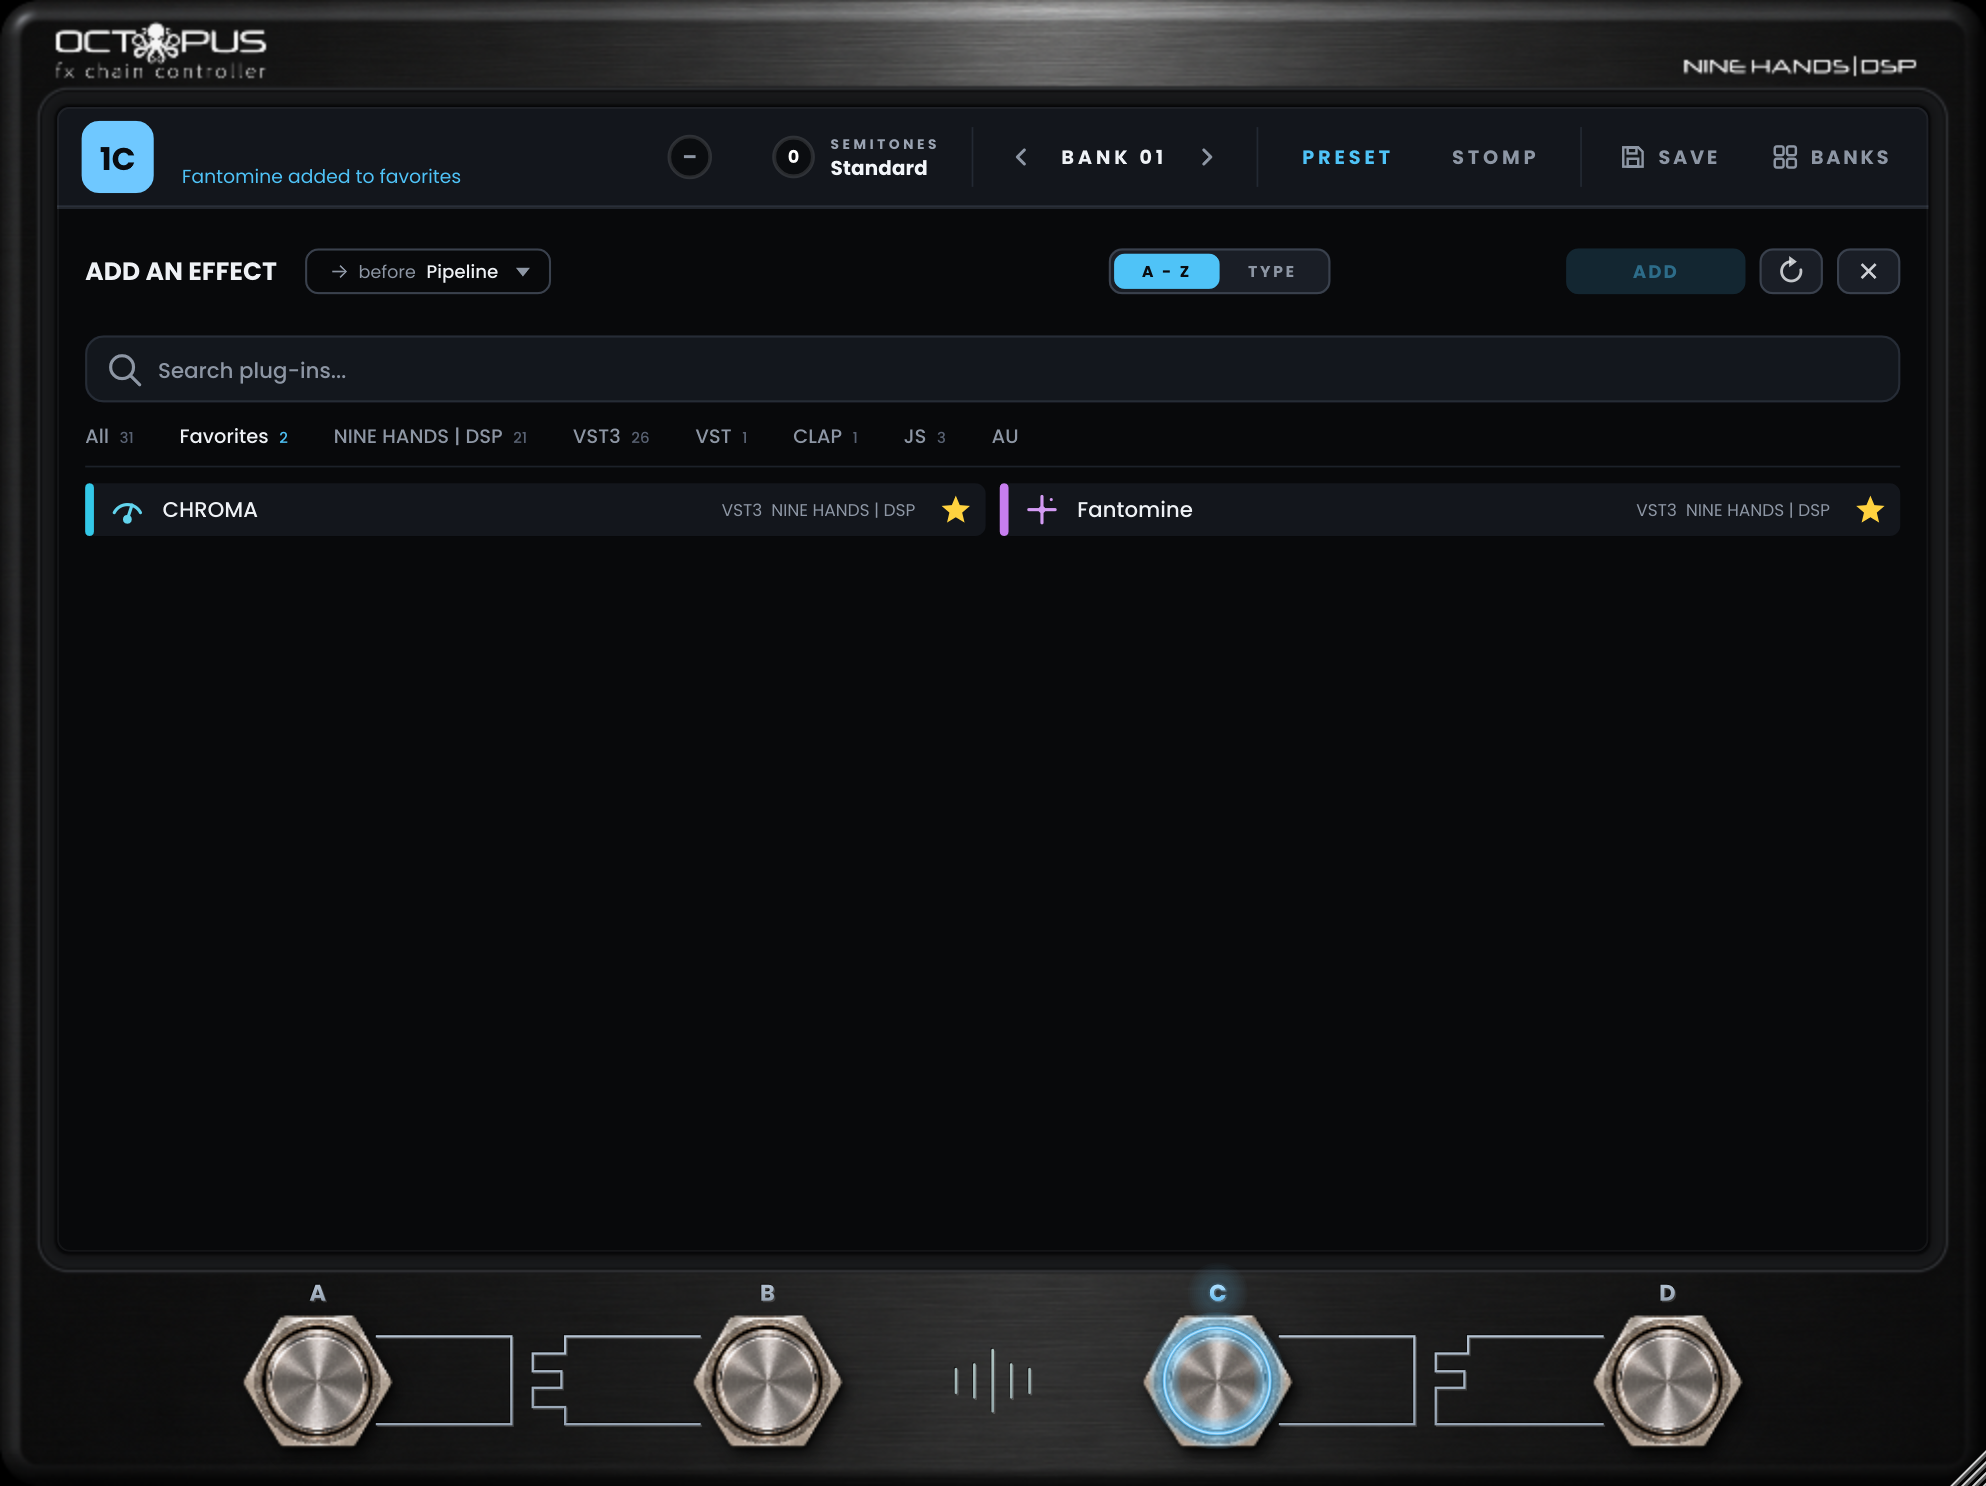 OCTOPUS
fx chain controller
NINE HANDS|DSP
1C
Fantomine added to favorites
0
SEMITONES
Standard
BANK 01
PRESET
STOMP
SAVE
BANKS
ADD AN EFFECT
→ before Pipeline
A - Z
TYPE
ADD
Search plug-ins...
All 31
Favorites 2
NINE HANDS | DSP 21
VST3 26
VST 1
CLAP 1
JS 3
AU
CHROMA
VST3 NINE HANDS | DSP
Fantomine
VST3 NINE HANDS | DSP
A
B
C
D